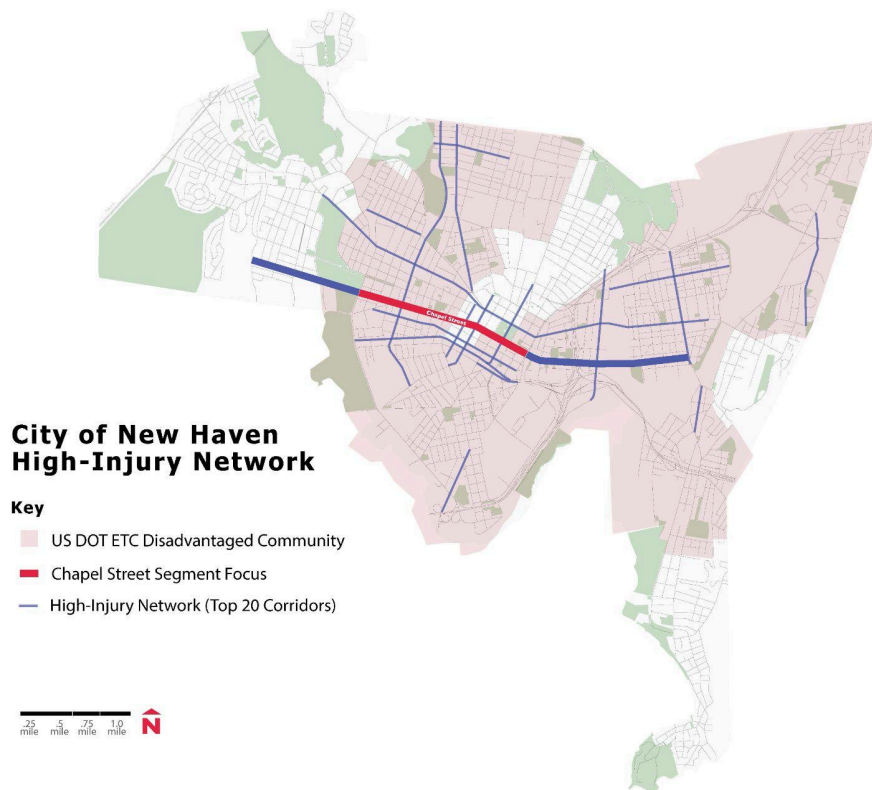 Chapel Street
City of New Haven
High-Injury Network
Key
US DOT ETC Disadvantaged Community
Chapel Street Segment Focus
High-Injury Network (Top 20 Corridors)
.25 .5 .75 1.0
mile mile mile mile
N